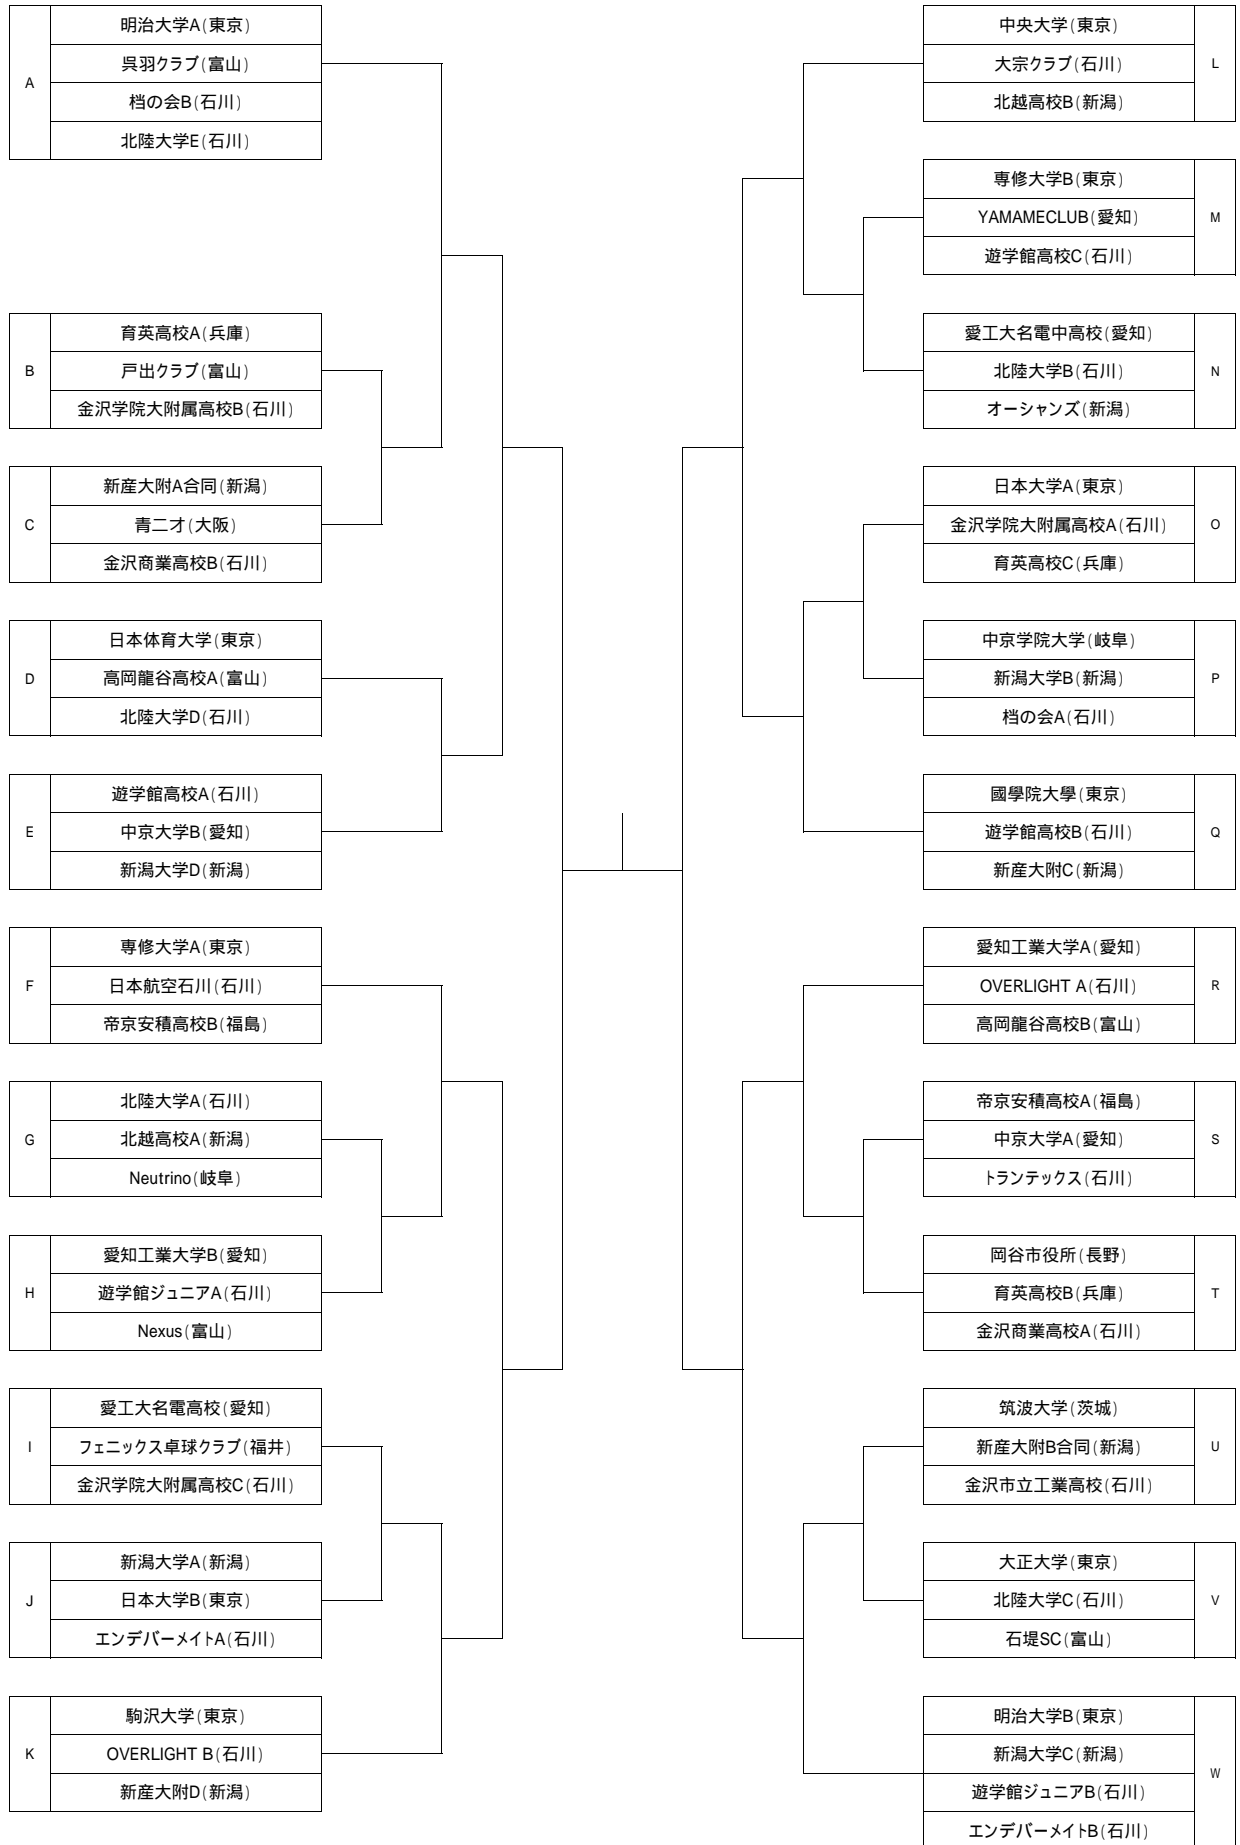 A
明治大学A(東京)
呉羽クラブ(富山)
档の会B(石川)
北陸大学E(石川)
B
育英高校A(兵庫)
戸出クラブ(富山)
金沢学院大附属高校B(石川)
C
新産大附A合同(新潟)
青二才(大阪)
金沢商業高校B(石川)
D
日本体育大学(東京)
高岡龍谷高校A(富山)
北陸大学D(石川)
E
遊学館高校A(石川)
中京大学B(愛知)
新潟大学D(新潟)
F
専修大学A(東京)
日本航空石川(石川)
帝京安積高校B(福島)
G
北陸大学A(石川)
北越高校A(新潟)
Neutrino(岐阜)
H
愛知工業大学B(愛知)
遊学館ジュニアA(石川)
Nexus(富山)
I
愛工大名電高校(愛知)
フェニックス卓球クラブ(福井)
金沢学院大附属高校C(石川)
J
新潟大学A(新潟)
日本大学B(東京)
エンデバーメイトA(石川)
K
駒沢大学(東京)
OVERLIGHT B(石川)
新産大附D(新潟)
中央大学(東京)
大宗クラブ(石川)
北越高校B(新潟)
L
専修大学B(東京)
YAMAMECLUB(愛知)
遊学館高校C(石川)
M
愛工大名電中高校(愛知)
北陸大学B(石川)
オーシャンズ(新潟)
N
日本大学A(東京)
金沢学院大附属高校A(石川)
育英高校C(兵庫)
O
中京学院大学(岐阜)
新潟大学B(新潟)
档の会A(石川)
P
國學院大學(東京)
遊学館高校B(石川)
新産大附C(新潟)
Q
愛知工業大学A(愛知)
OVERLIGHT A(石川)
高岡龍谷高校B(富山)
R
帝京安積高校A(福島)
中京大学A(愛知)
トランテックス(石川)
S
岡谷市役所(長野)
育英高校B(兵庫)
金沢商業高校A(石川)
T
筑波大学(茨城)
新産大附B合同(新潟)
金沢市立工業高校(石川)
U
大正大学(東京)
北陸大学C(石川)
石堤SC(富山)
V
明治大学B(東京)
新潟大学C(新潟)
遊学館ジュニアB(石川)
エンデバーメイトB(石川)
W